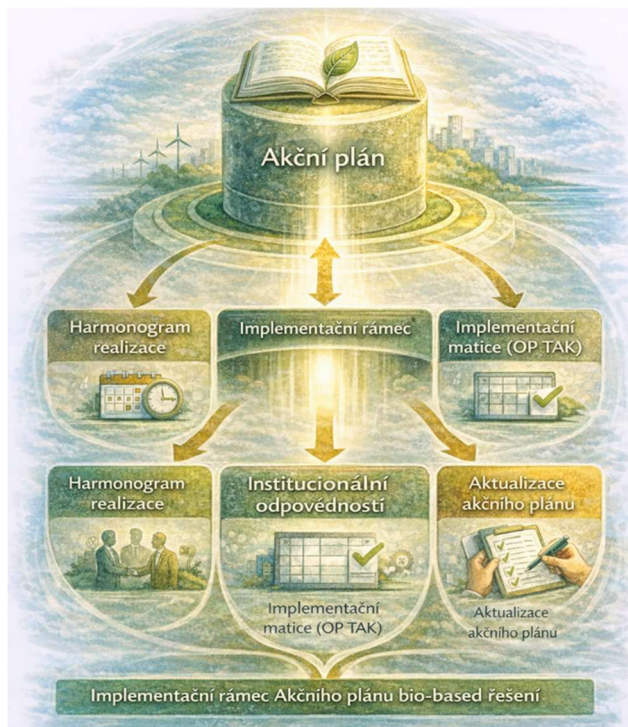 Akční plán
Harmonogram
realizace
Implementační rámec
Implementační
matice (OP TAK)
Harmonogram
realizace
Institucionální
odpovédností
Aktualizace
akčního plánu
Implementační
matice (OP TAK)
Aktualizace
akčního plánu
Implementační rámec Akčního plánu bio-based řešení